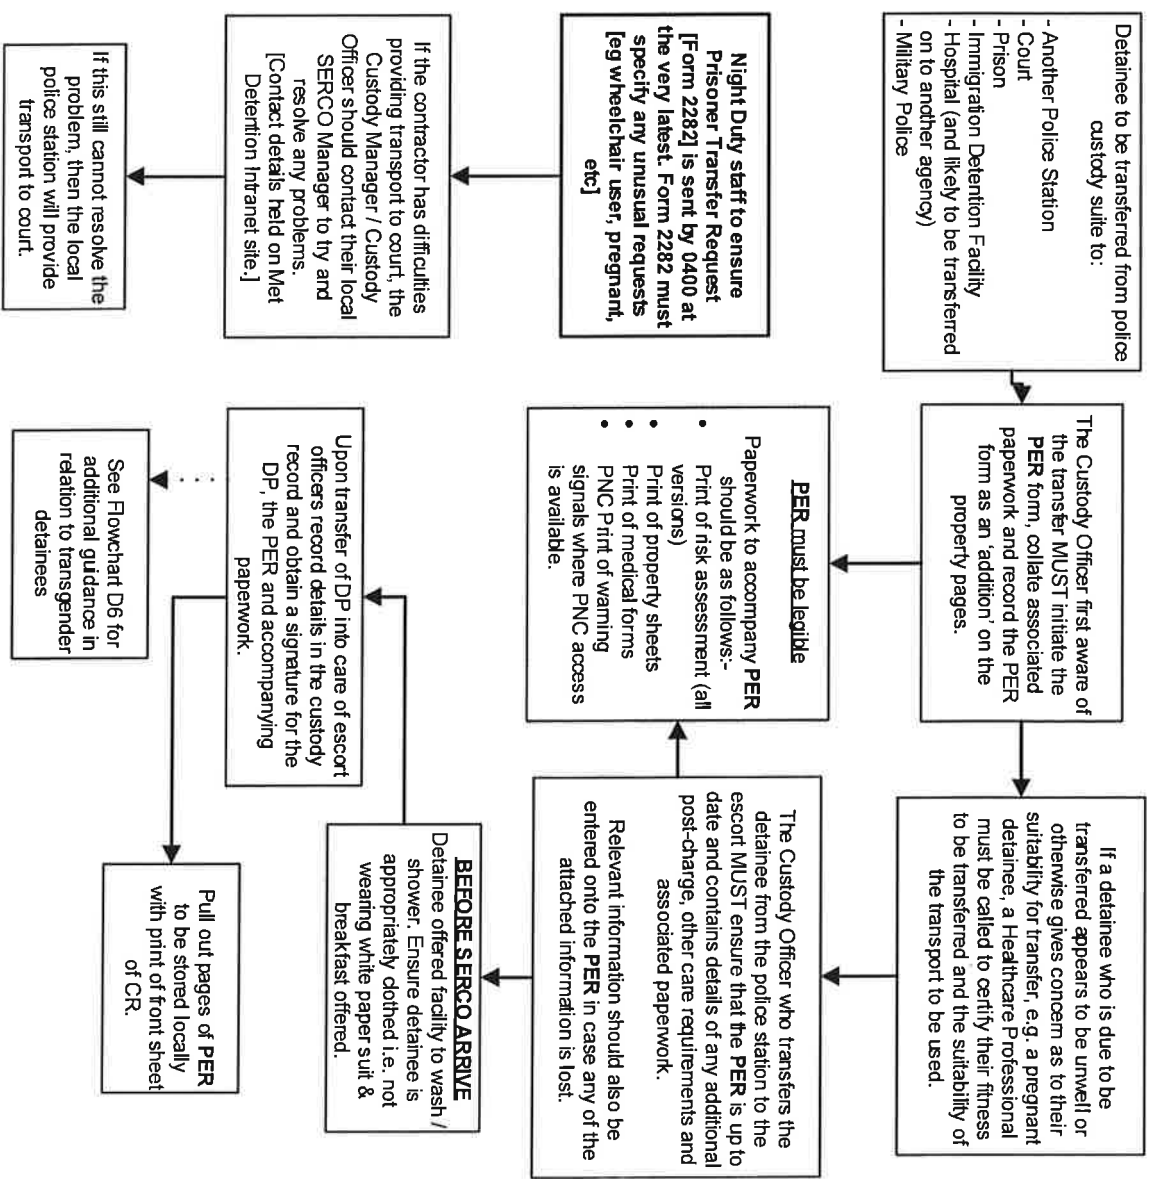 Detainee to be transferred from police
custody suite to:
- Another Police Station
- Court
- Prison
- Immigration Detention Facility
- Hospital (and likely to be transferred
on to another agency)
- Military Police
The Custody Officer first aware of
the transfer MUST initiate the
PER form, collate associated
paperwork and record the PER
form as an 'addition' on the
property pages.
If a detainee who is due to be
transferred appears to be unwell or
otherwise gives concern as to their
suitability for transfer, e.g. a pregnant
detainee, a Healthcare Professional
must be called to certify their fitness
to be transferred and the suitability of
the transport to be used.
Night Duty staff to ensure
Prisoner Transfer Request
[Form 2282] is sent by 0400 at
the very latest. Form 2282 must
specify any unusual requests
[eg wheelchair user, pregnant,
etc]
PER must be legible
Paperwork to accompany PER
should be as follows:-
• Print of risk assessment (all
versions)
• Print of property sheets
• Print of medical forms
• PNC Print of warning
signals where PNC access
is available.
The Custody Officer who transfers the
detainee from the police station to the
escort MUST ensure that the PER is up to
date and contains details of any additional
post-charge, other care requirements and
associated paperwork.
Relevant information should also be
entered onto the PER in case any of the
attached information is lost.
If the contractor has difficulties
providing transport to court, the
Custody Manager / Custody
Officer should contact their local
SERCO Manager to try and
resolve any problems.
[Contact details held on Met
Detention Intranet site.]
Upon transfer of DP into care of escort
officers record details in the custody
record and obtain a signature for the
DP, the PER and accompanying
paperwork.
BEFORE SERCO ARRIVE
Detainee offered facility to wash /
shower. Ensure detainee is
appropriately clothed i.e. not
wearing white paper suit &
breakfast offered.
If this still cannot resolve the
problem, then the local
police station will provide
transport to court.
See Flowchart D6 for
additional guidance in
relation to transgender
detainees
Pull out pages of PER
to be stored locally
with print of front sheet
of CR.